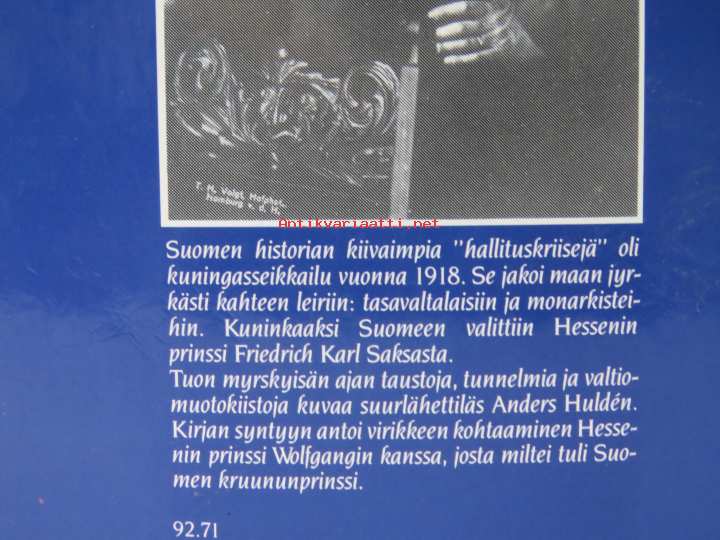 T. H. Voigt, Hofphot.,
Homburg v. d. H.
Antikvariaatti.net
Suomen historian kiivaimpia "hallituskriisejä" oli
kuningasseikkailu vuonna 1918. Se jakoi maan jyr-
kästi kahteen leiriin: tasavaltalaisiin ja monarkistei-
hin. Kuninkaaksi Suomeen valittiin Hessenin
prinssi Friedrich Karl Saksasta.
Tuon myrskyisän ajan taustoja, tunnelmia ja valtio-
muotokiistoja kuvaa suurlähettiläs Anders Huldén.
Kirjan syntyyn antoi virikkeen kohtaaminen Hesse-
nin prinssi Wolfgangin kanssa, josta miltei tuli Suo-
men kruununprinssi.
92.71